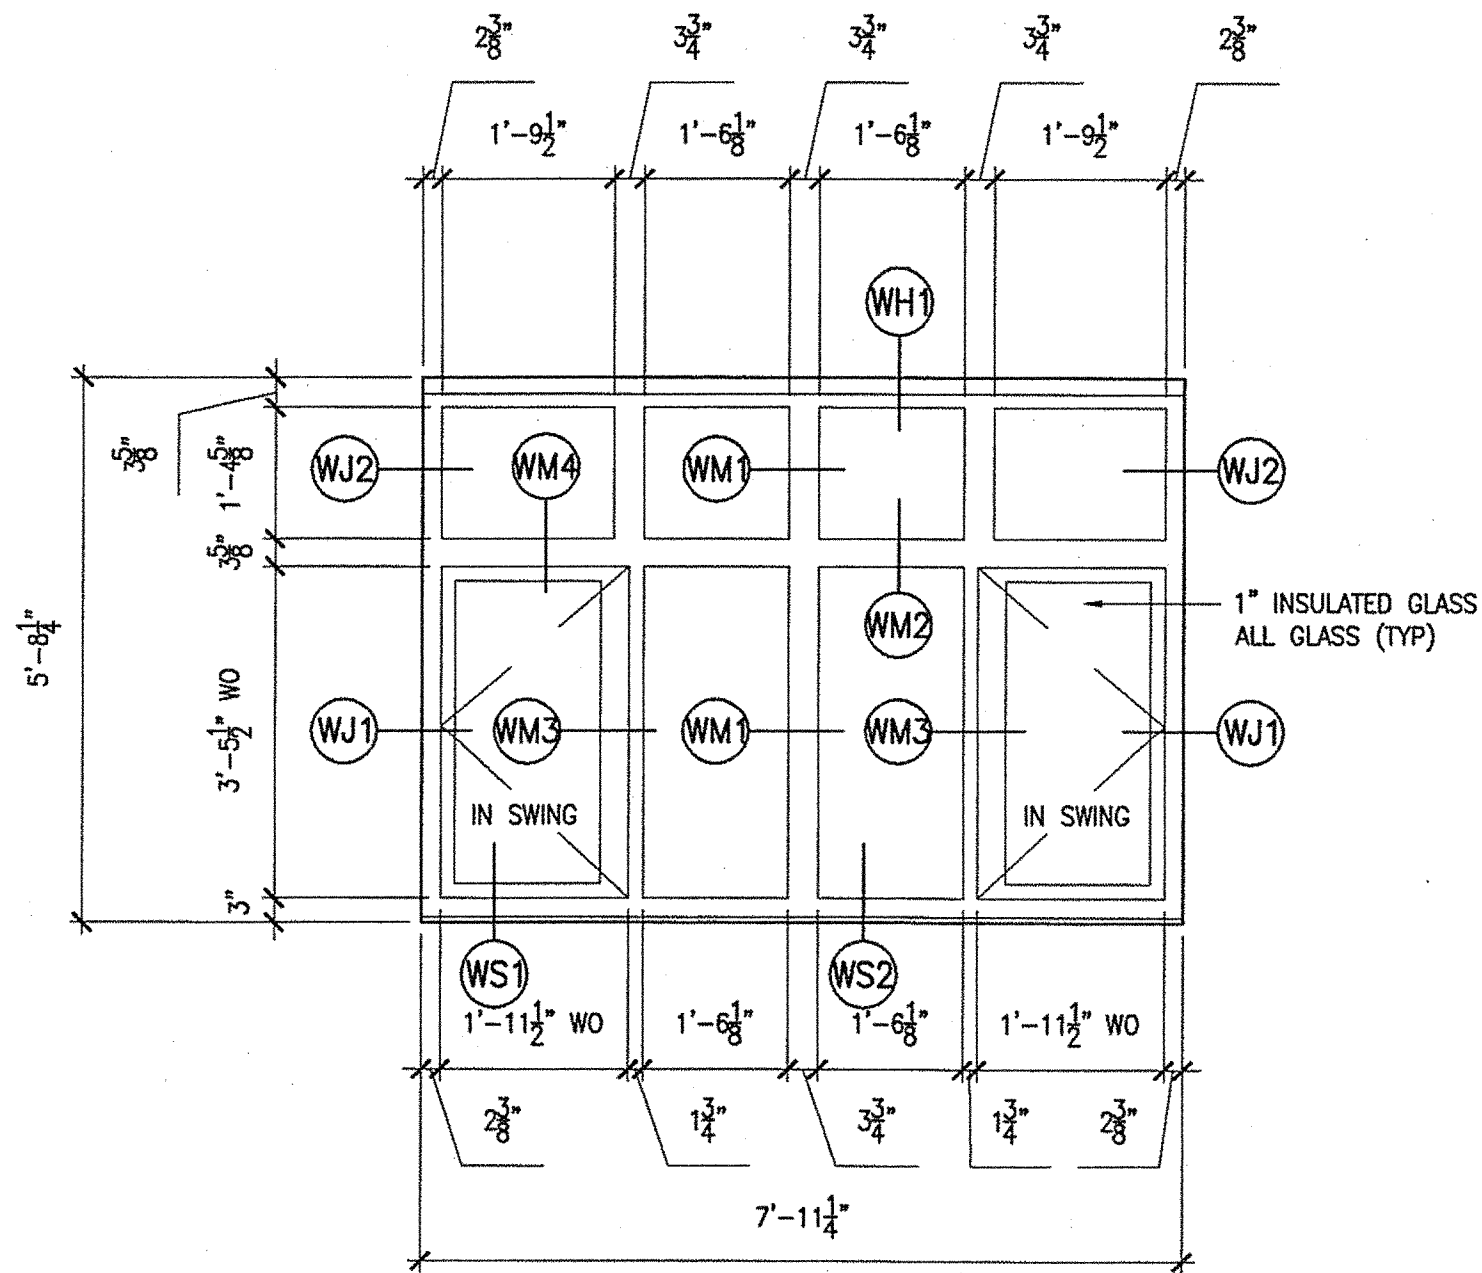 2 3/8" 3 3/4" 3 3/4" 3 3/4" 2 3/8"
1'-9 1/2" 1'-6 1/8" 1'-6 1/8" 1'-9 1/2"
WH1
3 5/8" 1'-4 5/8" WJ2 WM4 WM1 WJ2
3 5/8"
5'-8 1/4"
WM2
1" INSULATED GLASS
ALL GLASS (TYP)
3'-5 1/2" WO WJ1 WM3 WM1 WM3 WJ1
IN SWING IN SWING
3"
WS1 WS2
1'-11 1/2" WO 1'-6 1/8" 1'-6 1/8" 1'-11 1/2" WO
2 3/8" 1 3/4" 3 3/4" 1 3/4" 2 3/8"
7'-11 1/4"